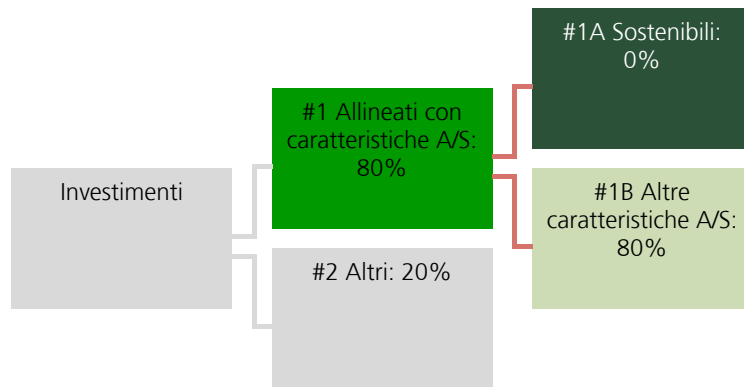 Investimenti
#1 Allineati con
caratteristiche A/S:
80%
#2 Altri: 20%
#1A Sostenibili:
0%
#1B Altre
caratteristiche A/S:
80%